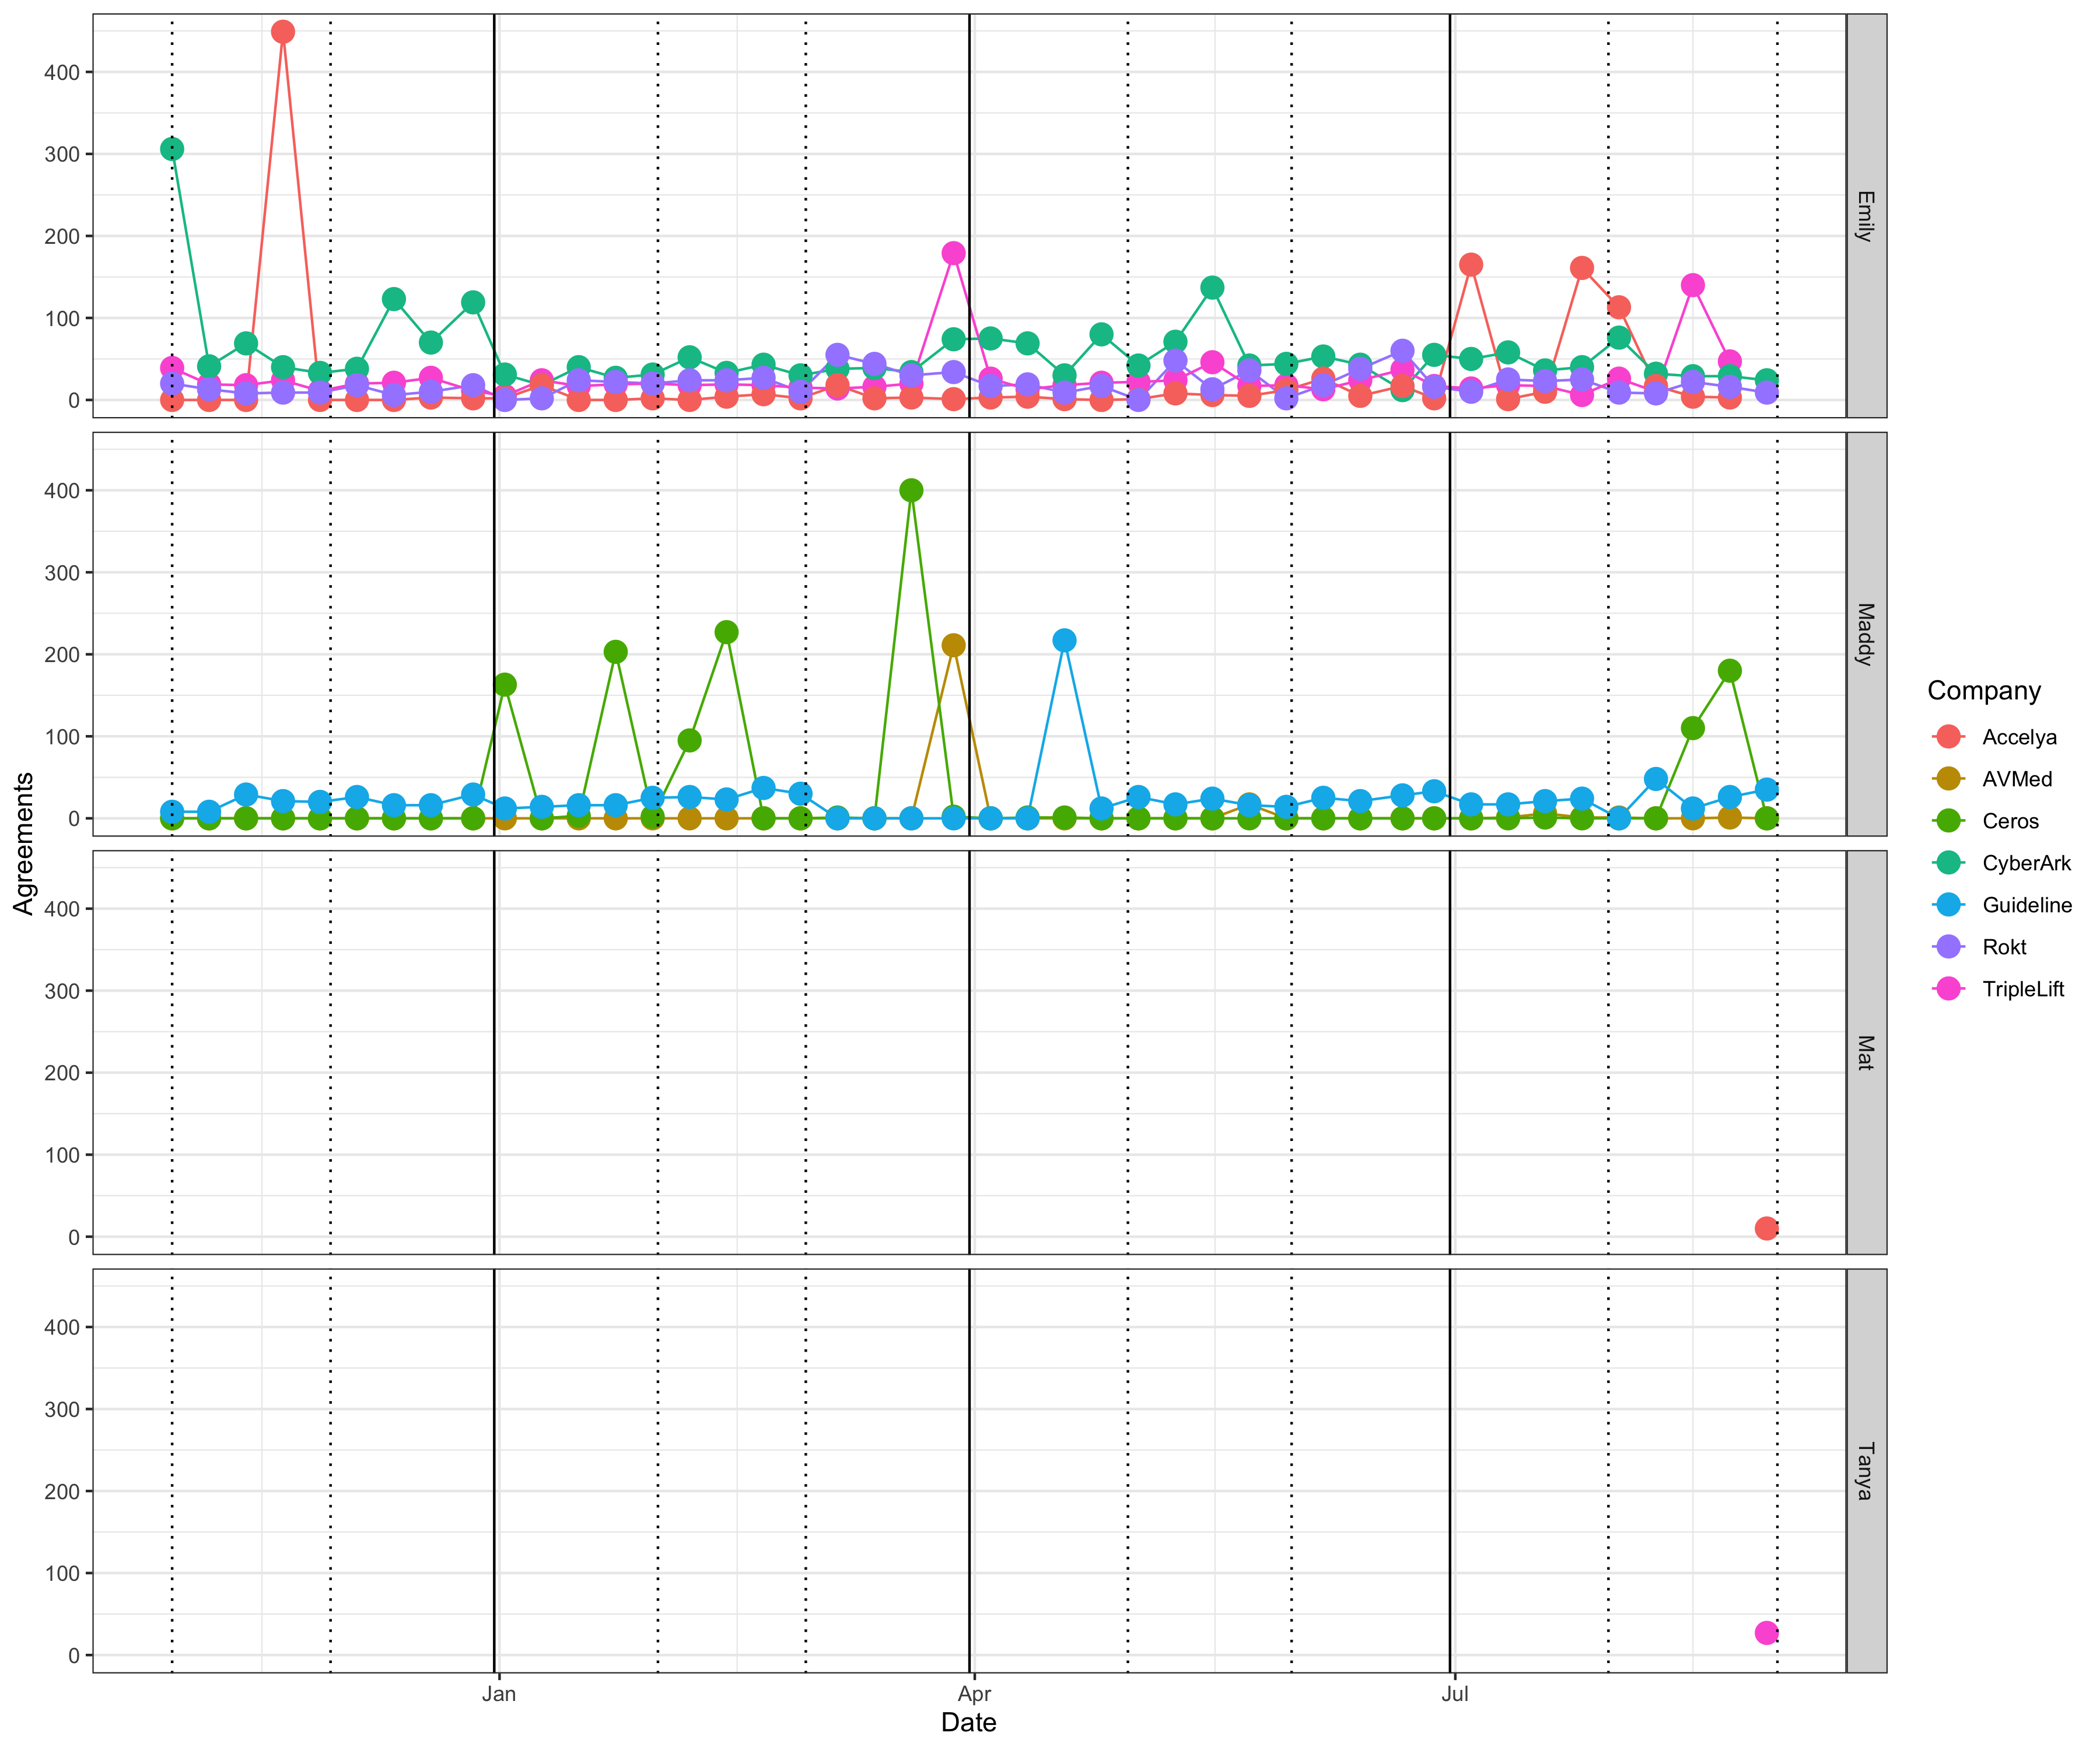 400
300
200
100
0
Emily
400
300
200
100
0
Maddy
400
300
200
100
0
Mat
400
300
200
100
0
Tanya
Agreements
Jan
Apr
Jul
Date
Company
Accelya
AVMed
Ceros
CyberArk
Guideline
Rokt
TripleLift